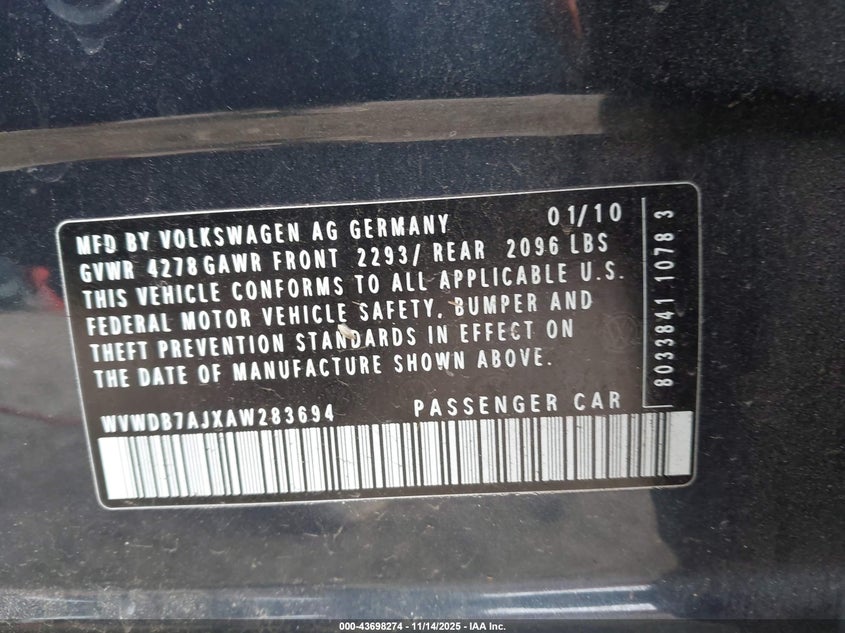 MFD BY VOLKSWAGEN AG GERMANY 01/10
GVWR 4278 GAWR FRONT 2293/ REAR 2096 LBS
THIS VEHICLE CONFORMS TO ALL APPLICABLE U.S.
FEDERAL MOTOR VEHICLE SAFETY, BUMPER AND
THEFT PREVENTION STANDARDS IN EFFECT ON
THE DATE OF MANUFACTURE SHOWN ABOVE.
WVWDB7AJXAW283694 PASSENGER CAR
8033841 1078 3
000-43698274 - 11/14/2025 - IAA Inc.